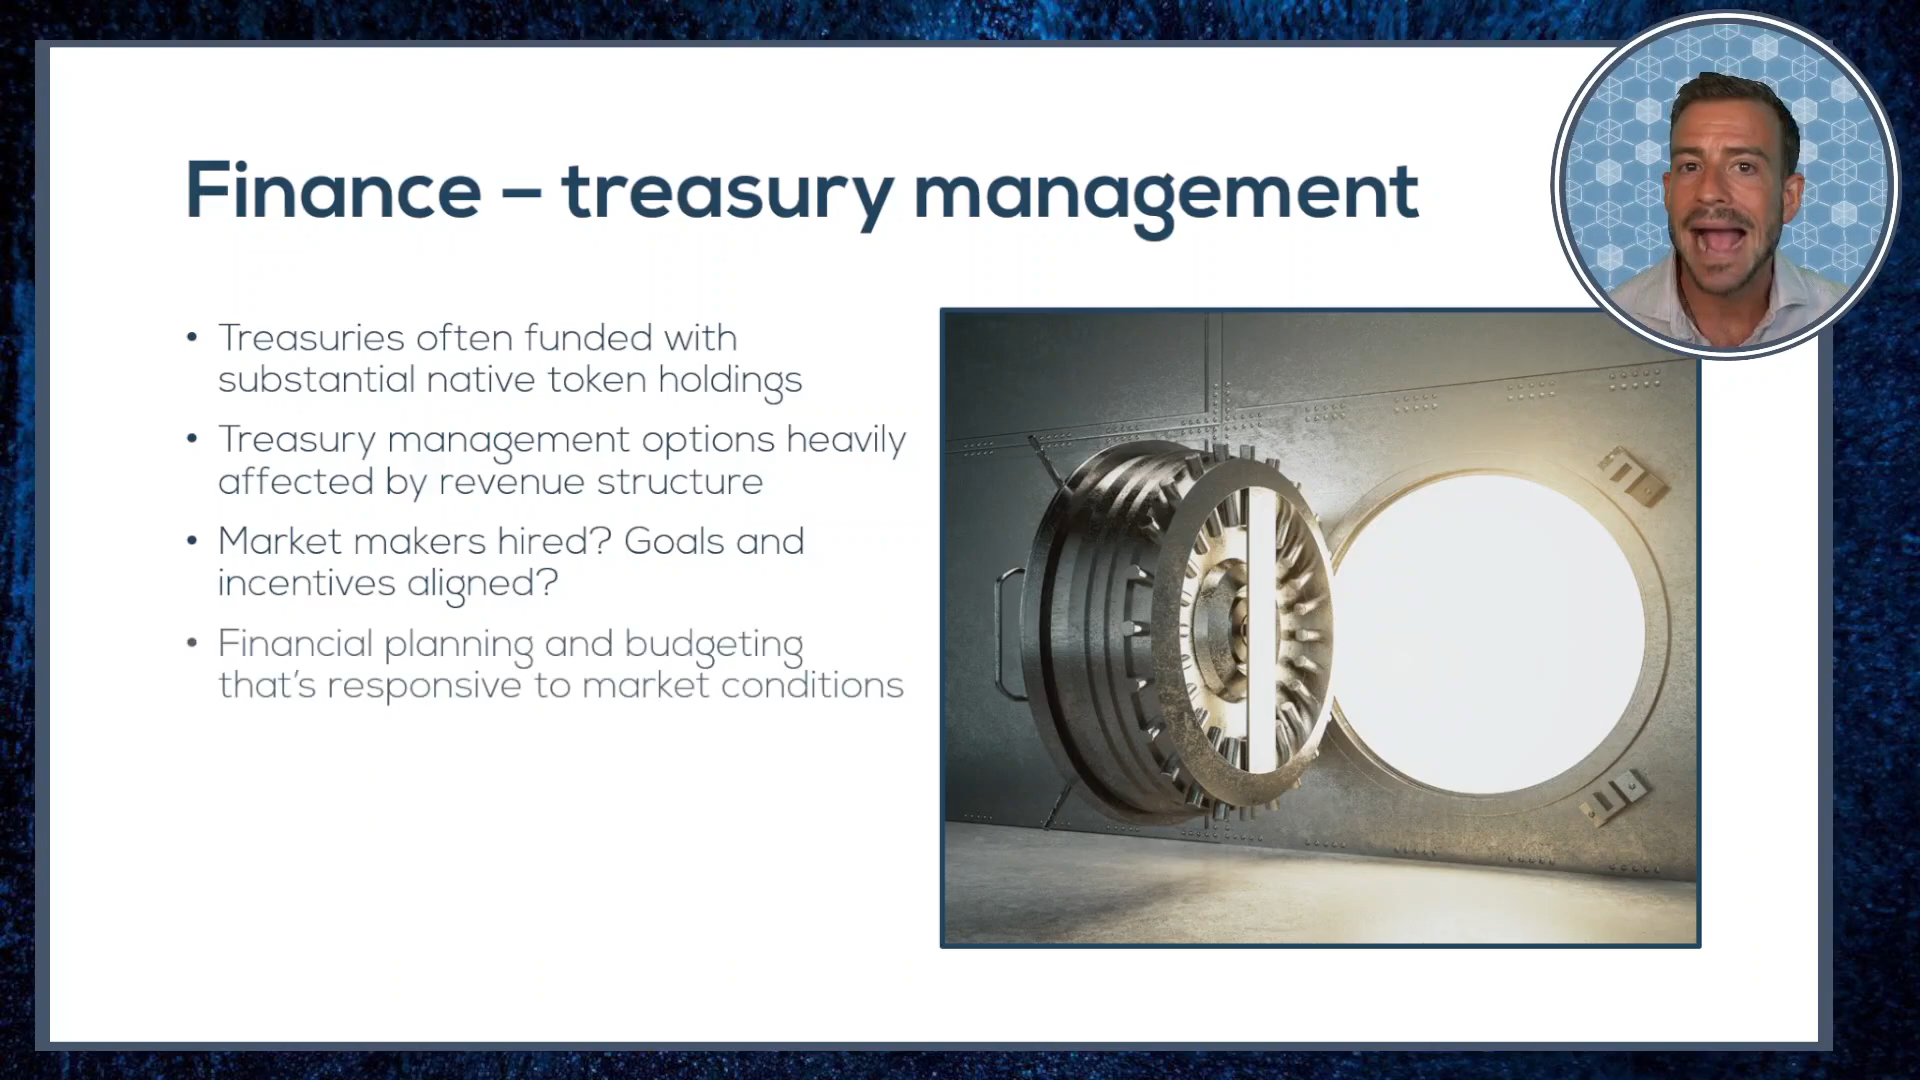 Finance – treasury management
• Treasuries often funded with
substantial native token holdings
• Treasury management options heavily
affected by revenue structure
• Market makers hired? Goals and
incentives aligned?
• Financial planning and budgeting
that's responsive to market conditions